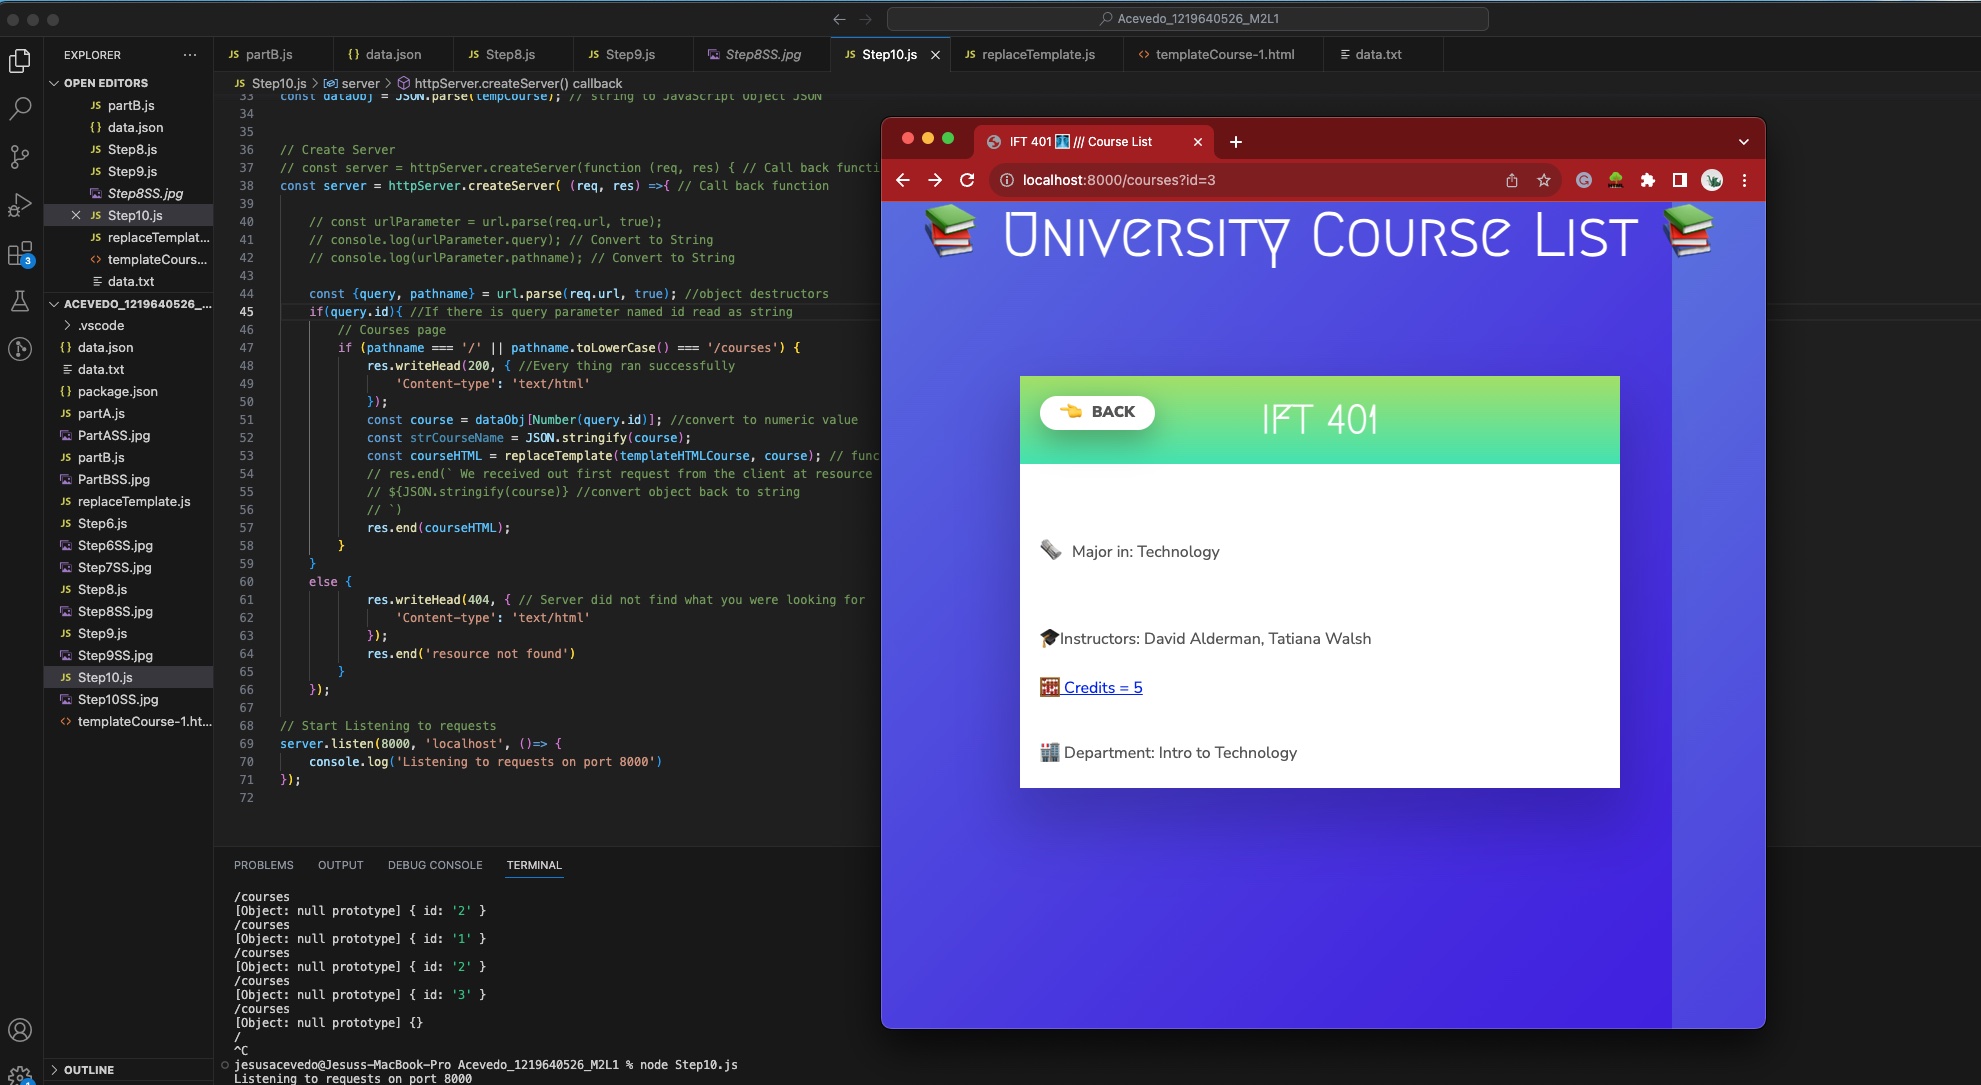 Acevedo_1219640526_M2L1
EXPLORER
OPEN EDITORS
JS partB.js
{} data.json
JS Step8.js
JS Step9.js
Step8SS.jpg
JS Step10.js
JS replaceTemplat...
<> templateCours...
data.txt
ACEVEDO_1219640526_...
.vscode
{} data.json
data.txt
{} package.json
JS partA.js
PartASS.jpg
JS partB.js
PartBSS.jpg
JS replaceTemplate.js
JS Step6.js
Step6SS.jpg
Step7SS.jpg
JS Step8.js
Step8SS.jpg
JS Step9.js
Step9SS.jpg
JS Step10.js
Step10SS.jpg
<> templateCourse-1.ht...
OUTLINE
3
JS partB.js {} data.json JS Step8.js JS Step9.js Step8SS.jpg JS Step10.js JS replaceTemplate.js <> templateCourse-1.html data.txt
JS Step10.js > server > httpServer.createServer() callback
33 const dataObj = JSON.parse(tempCourse); // string to JavaScript Object JSON
34
35
36 // Create Server
37 // const server = httpServer.createServer(function (req, res) { // Call back functi
38 const server = httpServer.createServer( (req, res) =>{ // Call back function
39
40 // const urlParameter = url.parse(req.url, true);
41 // console.log(urlParameter.query); // Convert to String
42 // console.log(urlParameter.pathname); // Convert to String
43
44 const {query, pathname} = url.parse(req.url, true); //object destructors
45 if(query.id){ //If there is query parameter named id read as string
46 // Courses page
47 if (pathname === '/' || pathname.toLowerCase() === '/courses') {
48 res.writeHead(200, { //Every thing ran successfully
49 'Content-type': 'text/html'
50 });
51 const course = dataObj[Number(query.id)]; //convert to numeric value
52 const strCourseName = JSON.stringify(course);
53 const courseHTML = replaceTemplate(templateHTMLCourse, course); // func
54 // res.end(` We received out first request from the client at resource
55 // ${JSON.stringify(course)} //convert object back to string
56 // `)
57 res.end(courseHTML);
58 }
59 }
60 else {
61 res.writeHead(404, { // Server did not find what you were looking for
62 'Content-type': 'text/html'
63 });
64 res.end('resource not found')
65 }
66 });
67
68 // Start Listening to requests
69 server.listen(8000, 'localhost', ()=> {
70 console.log('Listening to requests on port 8000')
71 });
72
PROBLEMS OUTPUT DEBUG CONSOLE TERMINAL
/courses
[Object: null prototype] { id: '2' }
/courses
[Object: null prototype] { id: '1' }
/courses
[Object: null prototype] { id: '2' }
/courses
[Object: null prototype] { id: '3' }
/courses
[Object: null prototype] {}
/
^C
jesusacevedo@Jesuss-MacBook-Pro Acevedo_1219640526_M2L1 % node Step10.js
Listening to requests on port 8000
IFT 401 /// Course List
localhost:8000/courses?id=3
University Course List
BACK
IFT 401
Major in: Technology
Instructors: David Alderman, Tatiana Walsh
Credits = 5
Department: Intro to Technology